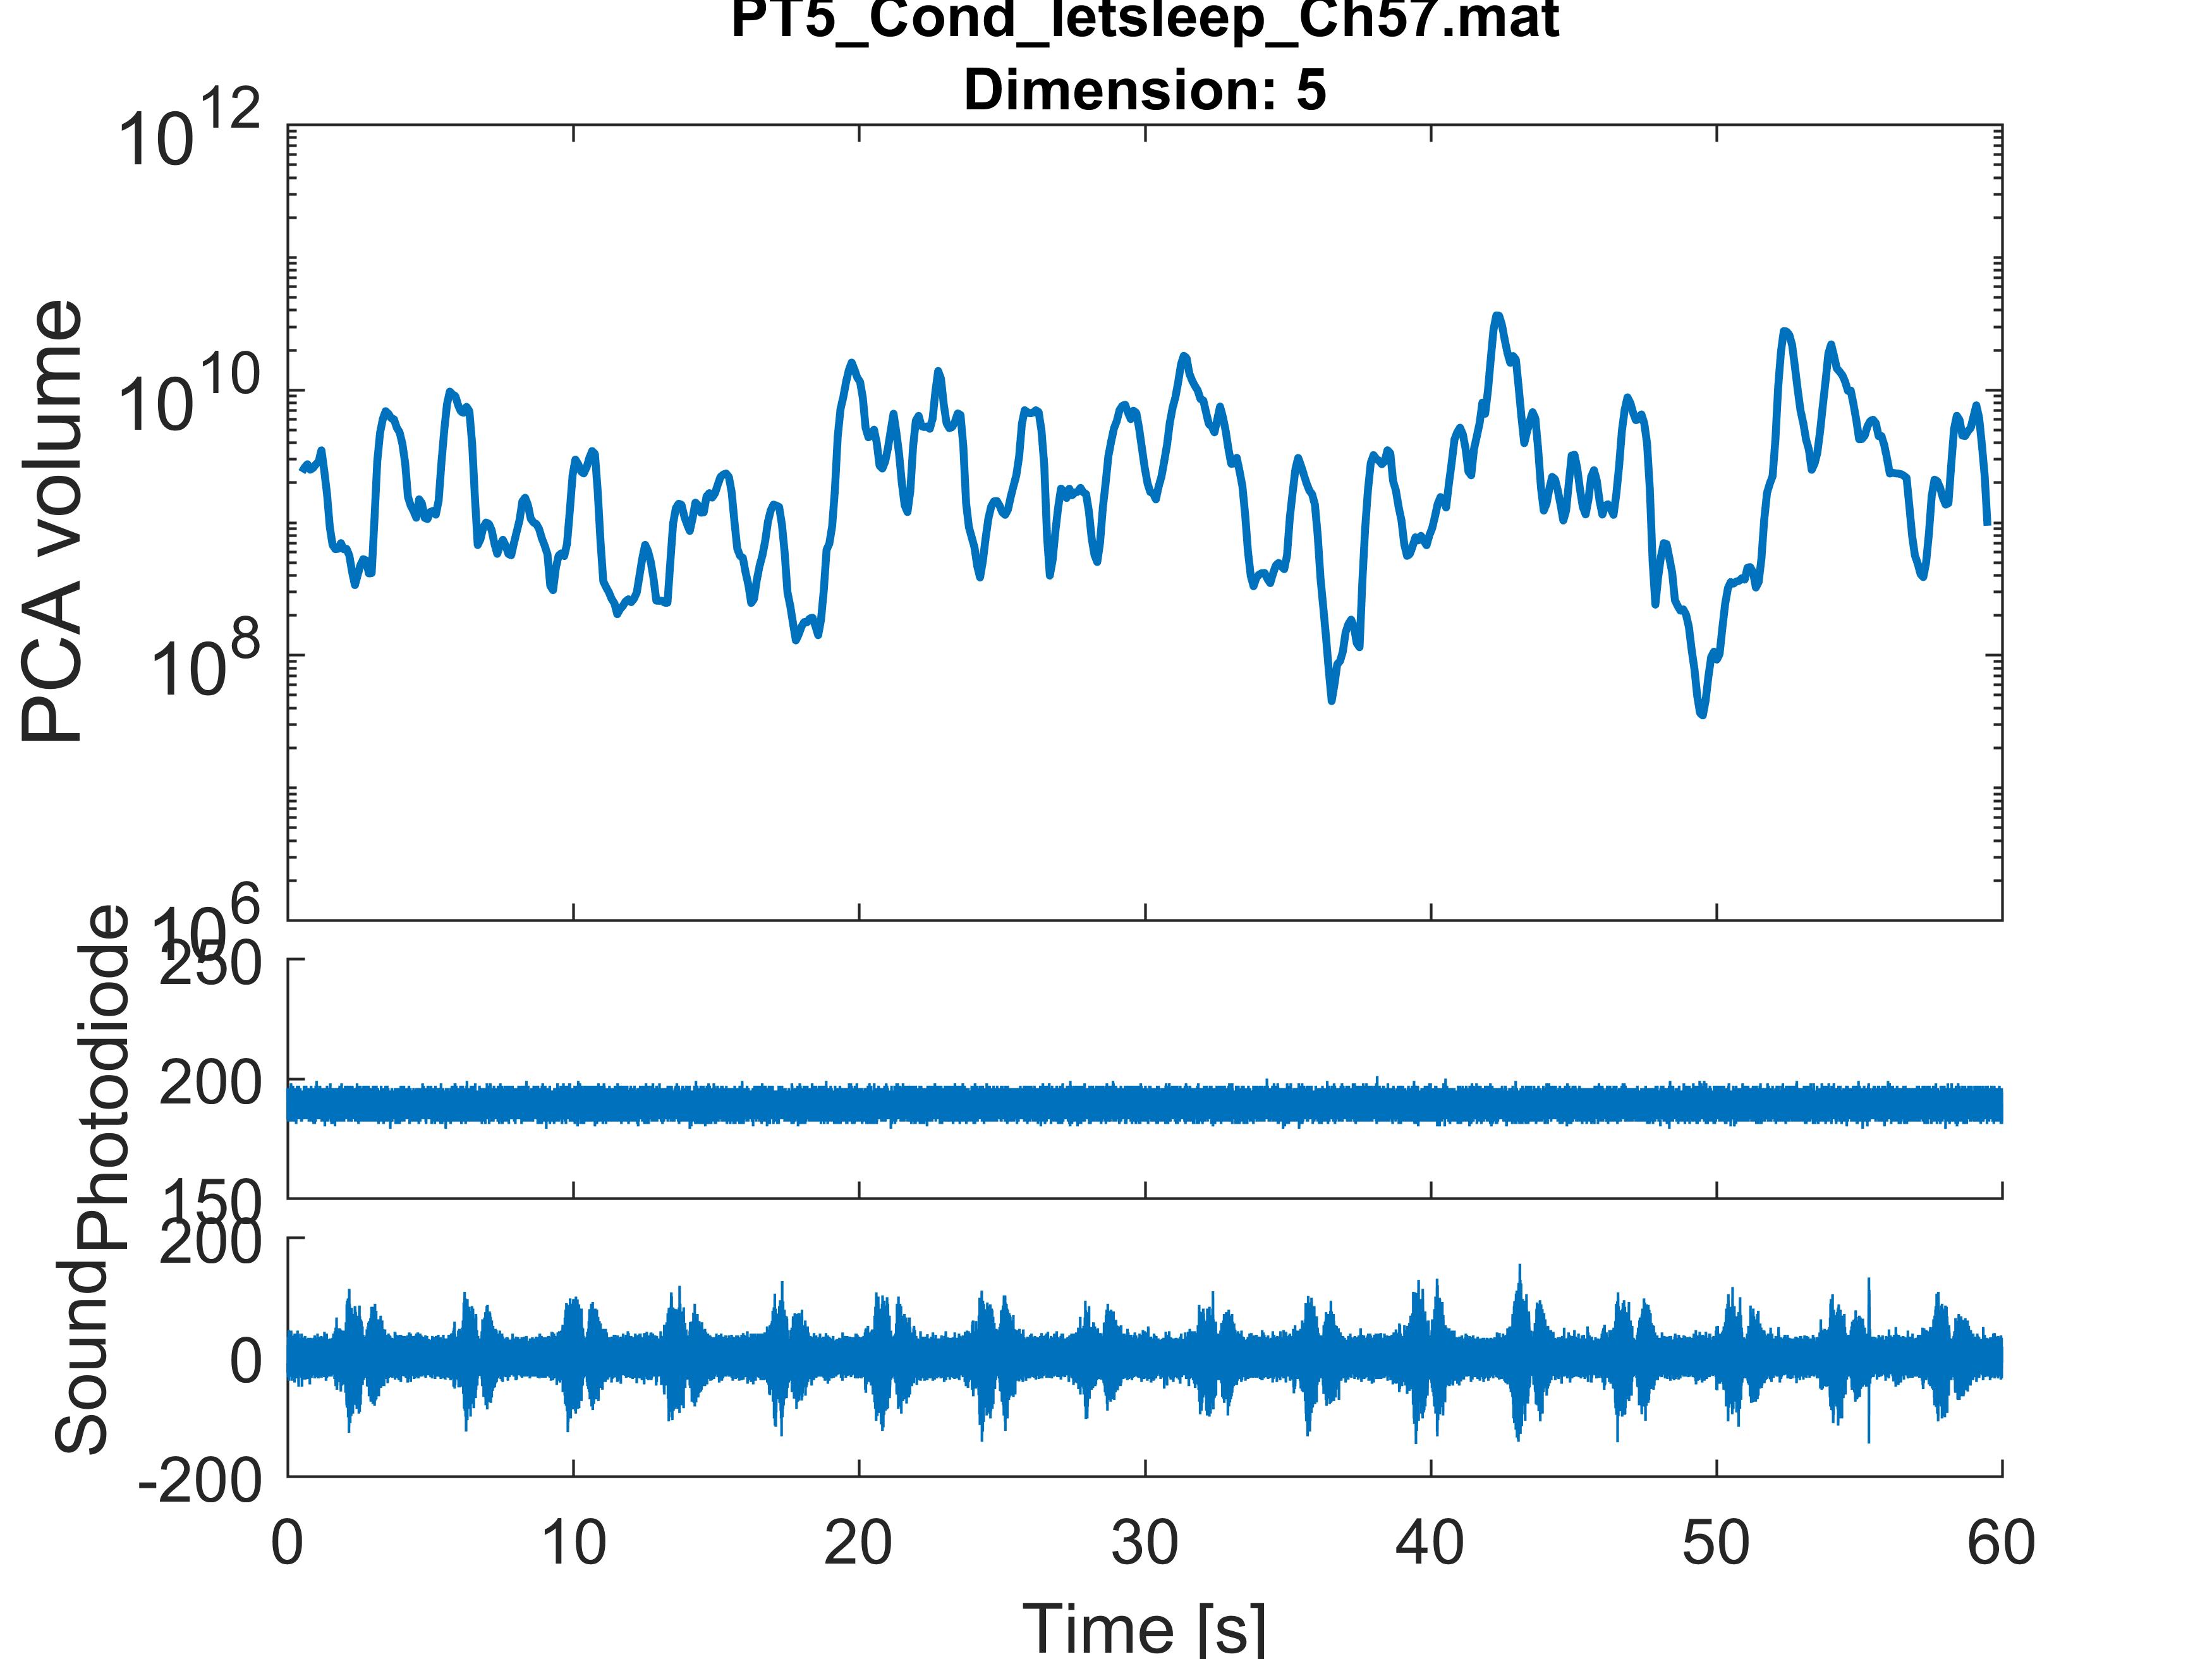 PT5_Cond_letsleep_Ch57.mat
Dimension: 5
PCA volume
10^12
10^10
10^8
10^6
Photodiode
250
200
150
Sound
200
0
-200
0 10 20 30 40 50 60
Time [s]